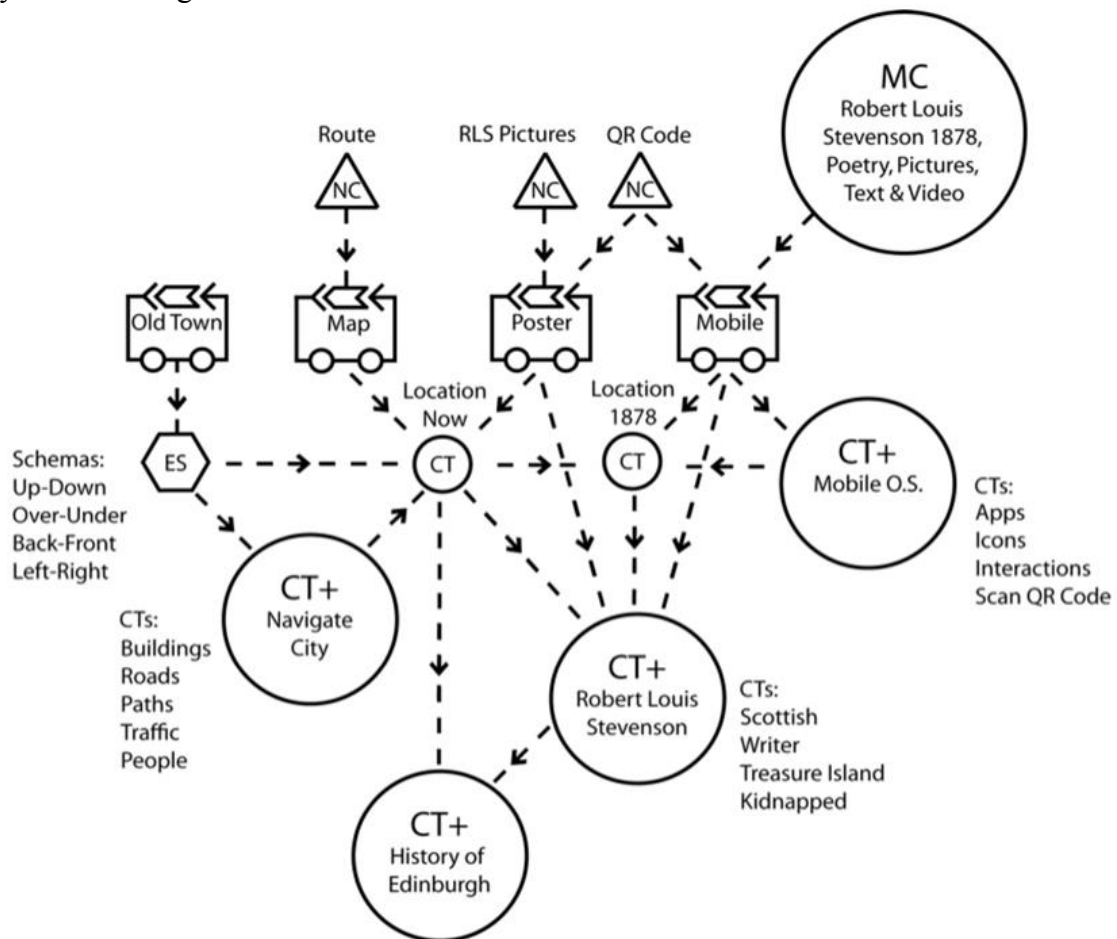 MC
Robert Louis
Stevenson 1878,
Poetry, Pictures,
Text & Video
Route
RLS Pictures
QR Code
NC
NC
NC
Old Town
Map
Poster
Mobile
Location
Now
Location
1878
ES
CT
CT
CT+
Mobile O.S.
Schemas:
Up-Down
Over-Under
Back-Front
Left-Right
CTs:
Apps
Icons
Interactions
Scan QR Code
CT+
Navigate
City
CTs:
Buildings
Roads
Paths
Traffic
People
CT+
Robert Louis
Stevenson
CTs:
Scottish
Writer
Treasure Island
Kidnapped
CT+
History of
Edinburgh